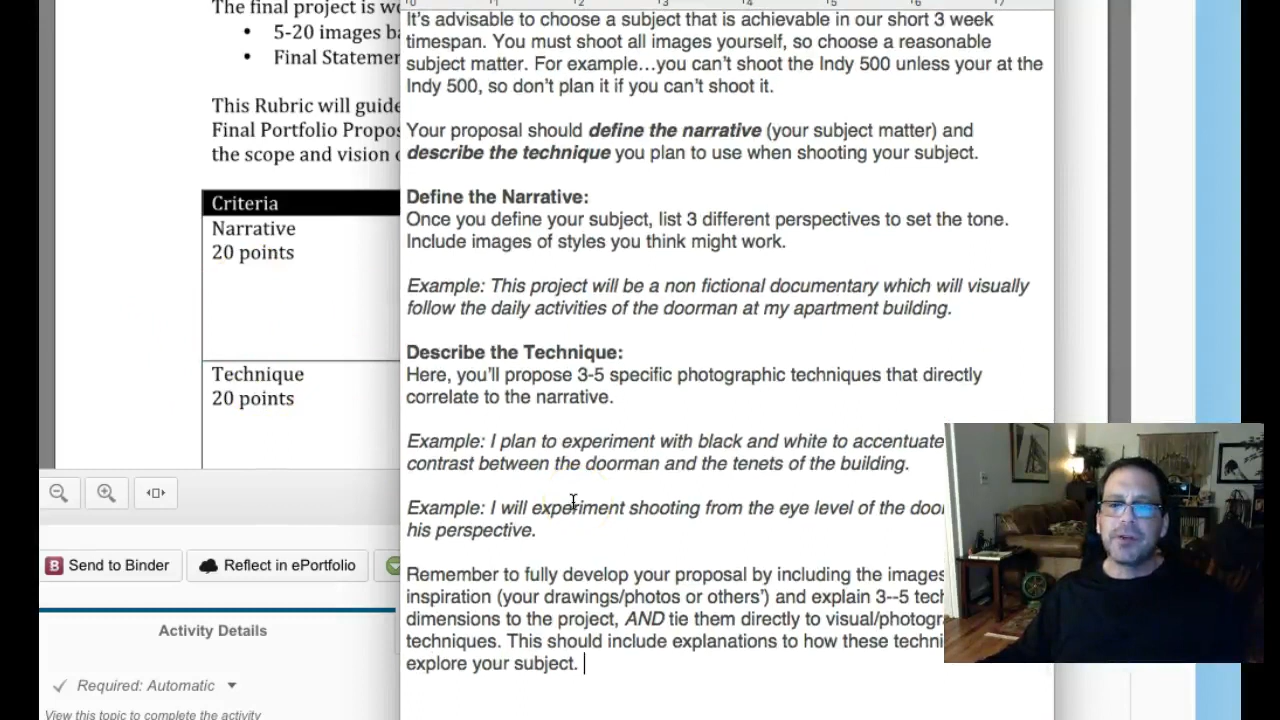 The final project is wo
• 5-20 images ba
• Final Statemen
This Rubric will guide
Final Portfolio Propos
the scope and vision o
Criteria
Narrative
20 points
Technique
20 points
It's advisable to choose a subject that is achievable in our short 3 week
timespan. You must shoot all images yourself, so choose a reasonable
subject matter. For example…you can't shoot the Indy 500 unless your at the
Indy 500, so don't plan it if you can't shoot it.
Your proposal should define the narrative (your subject matter) and
describe the technique you plan to use when shooting your subject.
Define the Narrative:
Once you define your subject, list 3 different perspectives to set the tone.
Include images of styles you think might work.
Example: This project will be a non fictional documentary which will visually
follow the daily activities of the doorman at my apartment building.
Describe the Technique:
Here, you'll propose 3-5 specific photographic techniques that directly
correlate to the narrative.
Example: I plan to experiment with black and white to accentuate
contrast between the doorman and the tenets of the building.
Example: I will experiment shooting from the eye level of the door
his perspective.
Remember to fully develop your proposal by including the images
inspiration (your drawings/photos or others') and explain 3--5 tech
dimensions to the project, AND tie them directly to visual/photogra
techniques. This should include explanations to how these techni
explore your subject.
B Send to Binder
Reflect in ePortfolio
Activity Details
Required: Automatic
View this topic to complete the activity